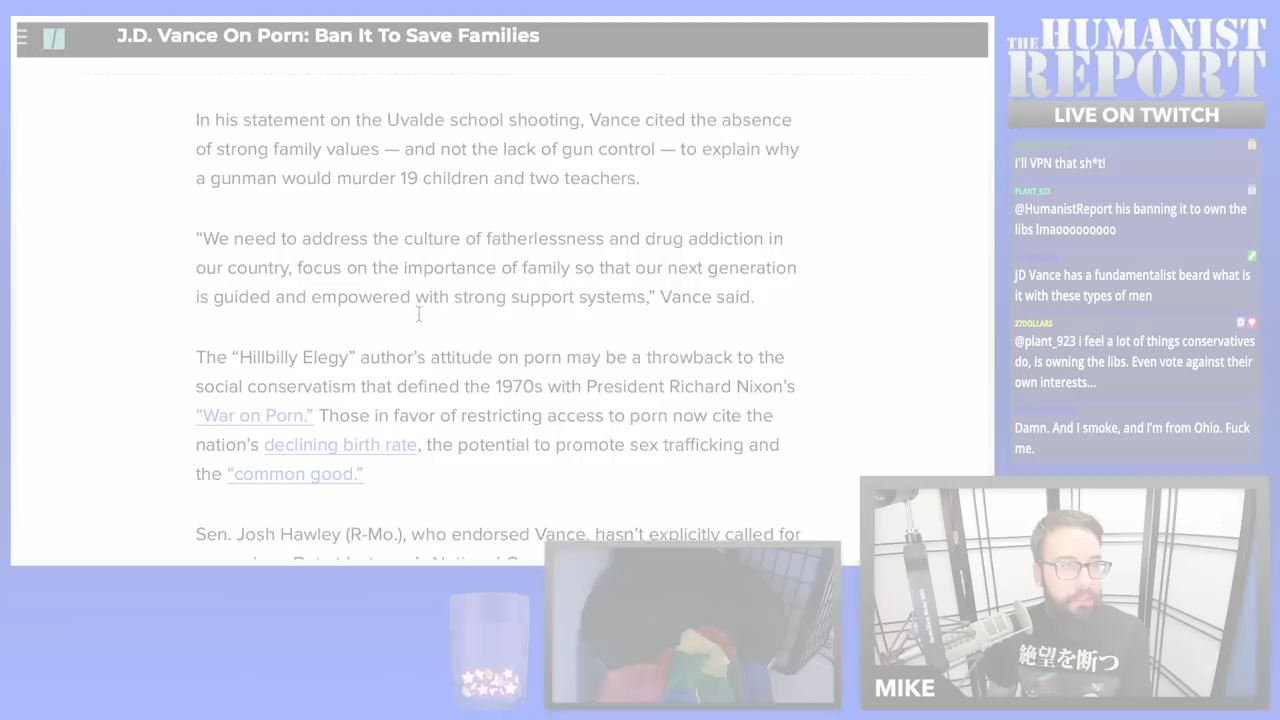 J.D. Vance On Porn: Ban It To Save Families
In his statement on the Uvalde school shooting, Vance cited the absence
of strong family values — and not the lack of gun control — to explain why
a gunman would murder 19 children and two teachers.
“We need to address the culture of fatherlessness and drug addiction in
our country, focus on the importance of family so that our next generation
is guided and empowered with strong support systems,” Vance said.
The “Hillbilly Elegy” author’s attitude on porn may be a throwback to the
social conservatism that defined the 1970s with President Richard Nixon’s
“War on Porn.” Those in favor of restricting access to porn now cite the
nation’s declining birth rate, the potential to promote sex trafficking and
the “common good.”
Sen. Josh Hawley (R-Mo.), who endorsed Vance, hasn’t explicitly called for
THE HUMANIST
REPORT
LIVE ON TWITCH
I'll VPN that sh*t!
PLANT_923
@HumanistReport his banning it to own the
libs lmaooooooooo
JD Vance has a fundamentalist beard what is
it with these types of men
27DOLLARS
@plant_923 i feel a lot of things conservatives
do, is owning the libs. Even vote against their
own interests...
Damn. And I smoke, and I'm from Ohio. Fuck
me.
絶望を断つ
MIKE